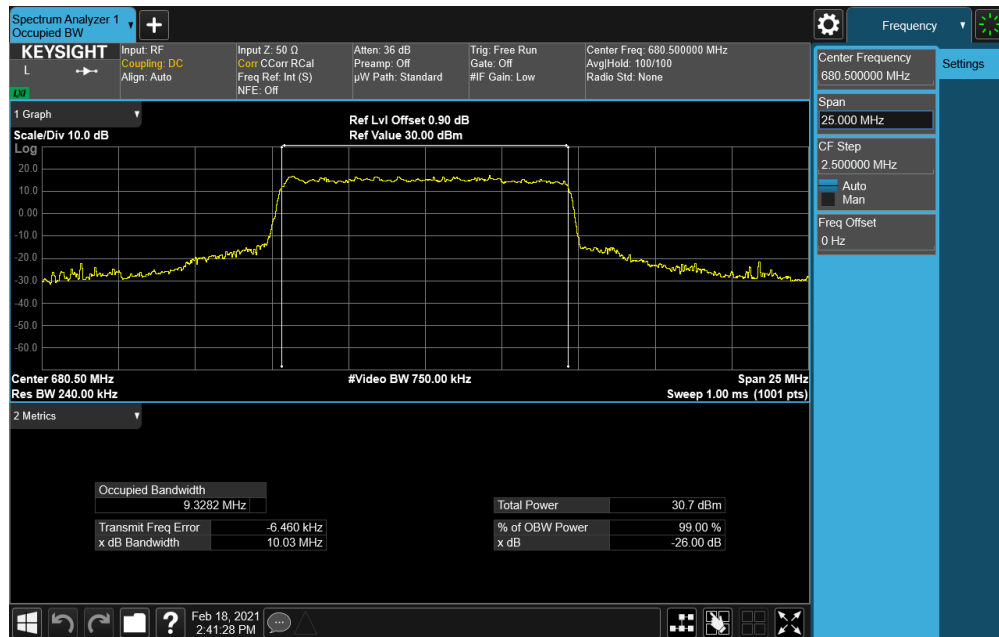 Spectrum Analyzer 1
Occupied BW
+
Frequency
KEYSIGHT
L
LXI
Input: RF
Coupling: DC
Align: Auto
Input Z: 50 Ω
Corr CCorr RCal
Freq Ref: Int (S)
NFE: Off
Atten: 36 dB
Preamp: Off
µW Path: Standard
Trig: Free Run
Gate: Off
#IF Gain: Low
Center Freq: 680.500000 MHz
Avg|Hold: 100/100
Radio Std: None
Center Frequency
680.500000 MHz
Settings
Span
25.000 MHz
CF Step
2.500000 MHz
Auto
Man
Freq Offset
0 Hz
1 Graph
Scale/Div 10.0 dB
Ref Lvl Offset 0.90 dB
Ref Value 30.00 dBm
Log
20.0
10.0
0.00
-10.0
-20.0
-30.0
-40.0
-50.0
-60.0
Center 680.50 MHz
#Video BW 750.00 kHz
Span 25 MHz
Res BW 240.00 kHz
Sweep 1.00 ms (1001 pts)
2 Metrics
Occupied Bandwidth
9.3282 MHz
Total Power 30.7 dBm
Transmit Freq Error -6.460 kHz
% of OBW Power 99.00 %
x dB Bandwidth 10.03 MHz
x dB -26.00 dB
?
Feb 18, 2021
2:41:28 PM